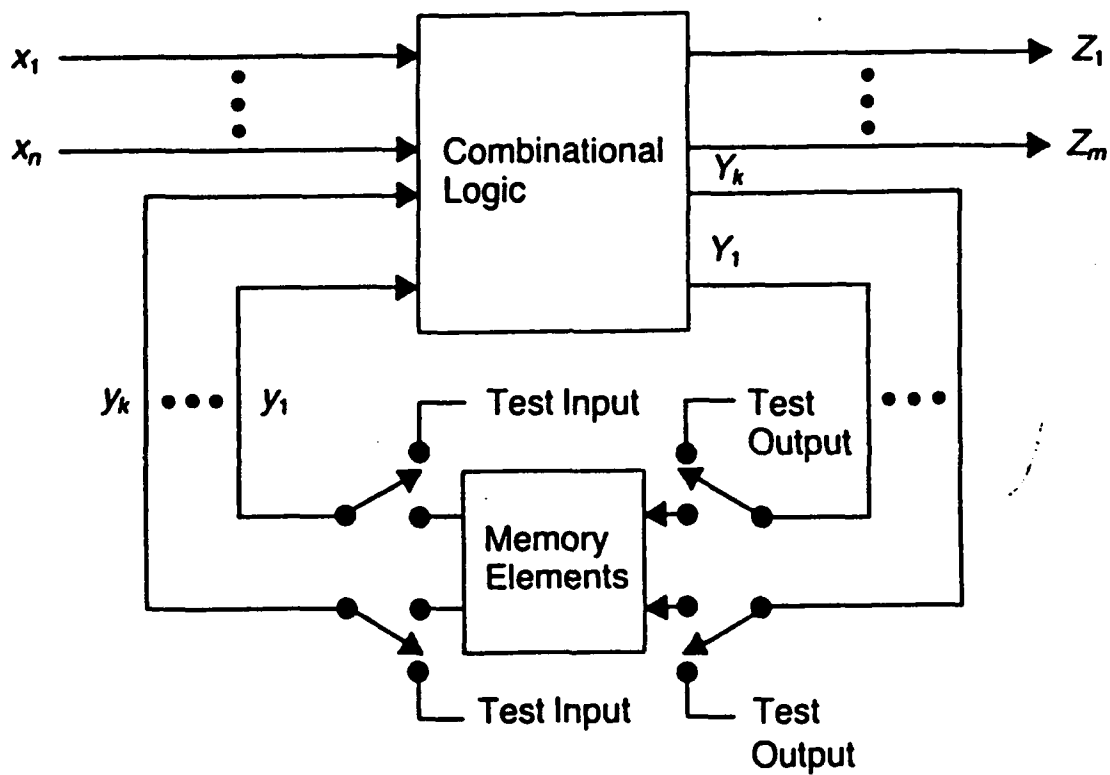 x1
Z1
xn
Combinational
Logic
Zm
Yk
Y1
yk
y1
Test Input
Test
Output
Memory
Elements
Test Input
Test
Output